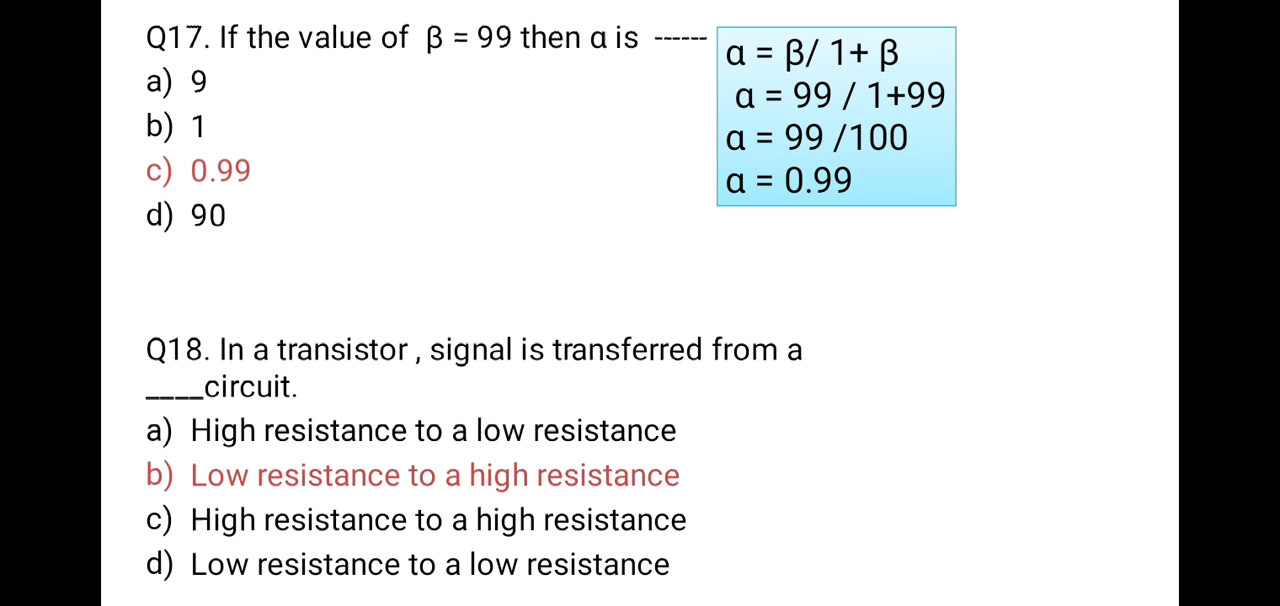 Q17. If the value of β = 99 then α is ------
a) 9
b) 1
c) 0.99
d) 90
α = β/ 1+ β
α = 99 / 1+99
α = 99 /100
α = 0.99
Q18. In a transistor , signal is transferred from a
____circuit.
a) High resistance to a low resistance
b) Low resistance to a high resistance
c) High resistance to a high resistance
d) Low resistance to a low resistance